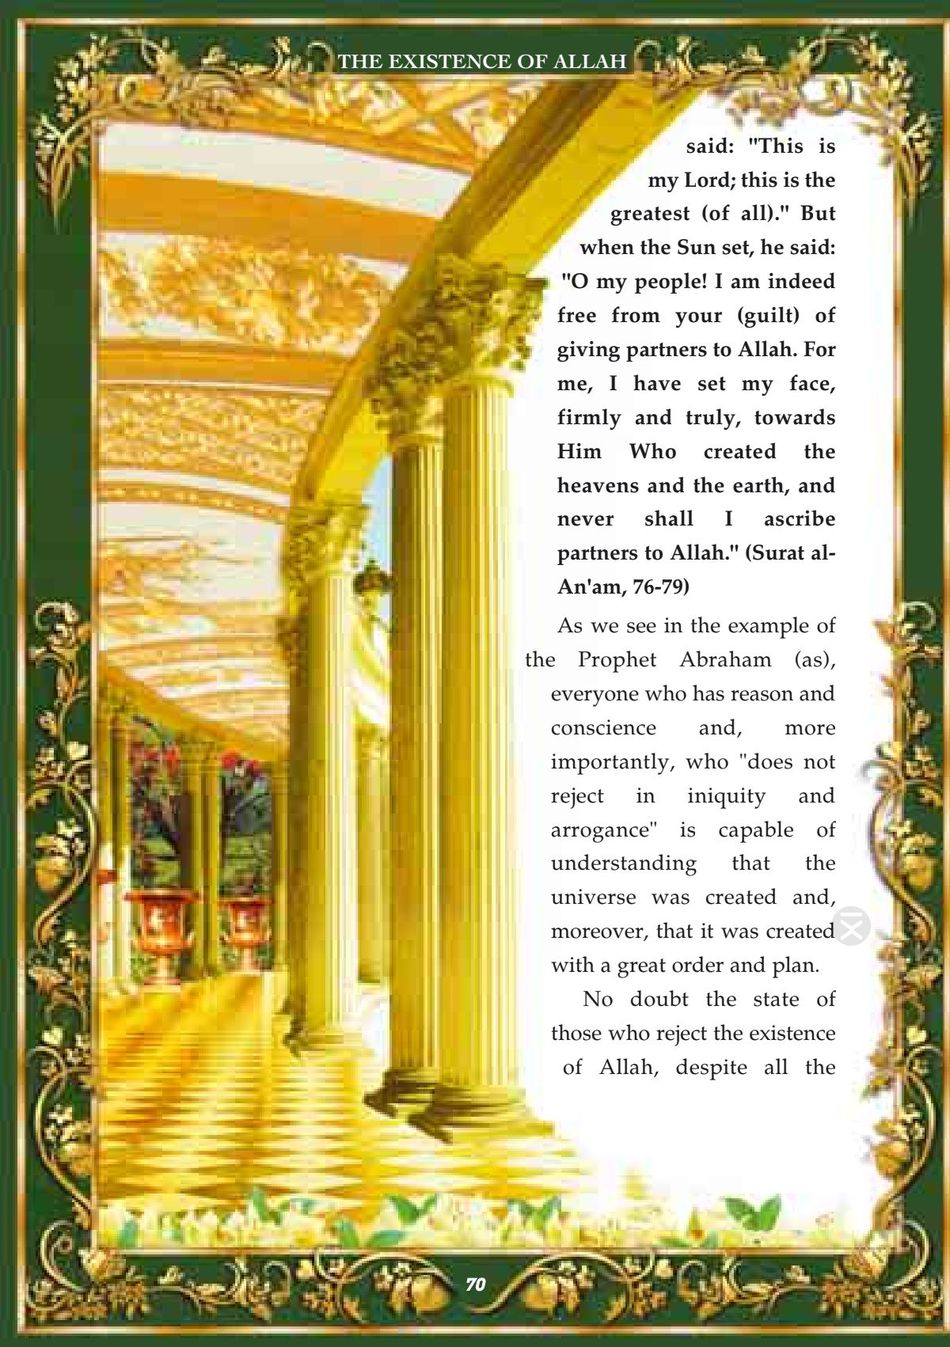 THE EXISTENCE OF ALLAH
said: "This is
my Lord; this is the
greatest (of all)." But
when the Sun set, he said:
"O my people! I am indeed
free from your (guilt) of
giving partners to Allah. For
me, I have set my face,
firmly and truly, towards
Him Who created the
heavens and the earth, and
never shall I ascribe
partners to Allah." (Surat al-
An'am, 76-79)
As we see in the example of
the Prophet Abraham (as),
everyone who has reason and
conscience and, more
importantly, who "does not
reject in iniquity and
arrogance" is capable of
understanding that the
universe was created and,
moreover, that it was created
with a great order and plan.
No doubt the state of
those who reject the existence
of Allah, despite all the
70